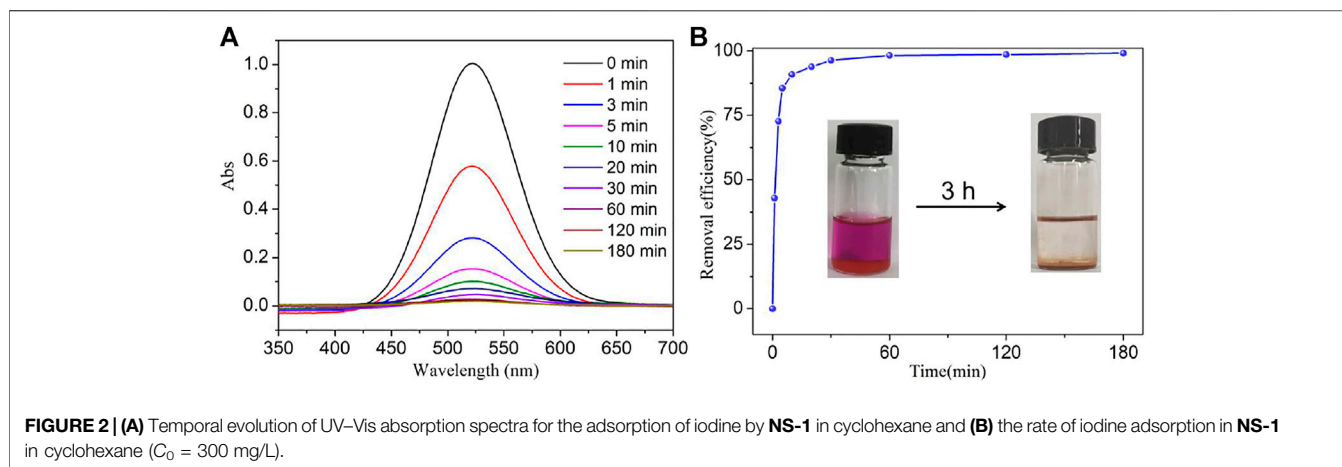 A
Abs
1.0
0.8
0.6
0.4
0.2
0.0
350 400 450 500 550 600 650 700
Wavelength (nm)
0 min
1 min
3 min
5 min
10 min
20 min
30 min
60 min
120 min
180 min
B
Removal efficiency(%)
100
75
50
25
0
0 60 120 180
Time(min)
3 h
FIGURE 2 | (A) Temporal evolution of UV–Vis absorption spectra for the adsorption of iodine by NS-1 in cyclohexane and (B) the rate of iodine adsorption in NS-1
in cyclohexane (C0 = 300 mg/L).